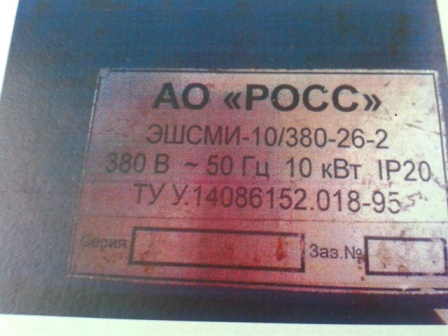 АО «РОСС»
ЭШСМИ-10/380-26-2
380 В ~ 50 Гц 10 кВт IP20
ТУ У.14086152.018-95
Серия
Заз.№